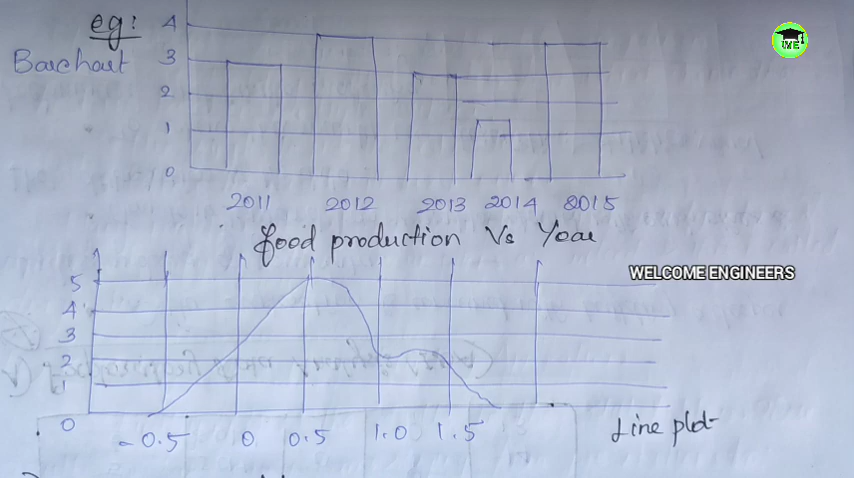 eg:
Barchart
4
3
2
1
0
2011 2012 2013 2014 2015
food production Vs Year
5
4
3
2
1
0
-0.5 0 0.5 1.0 1.5
Line plot
IME
WELCOME ENGINEERS